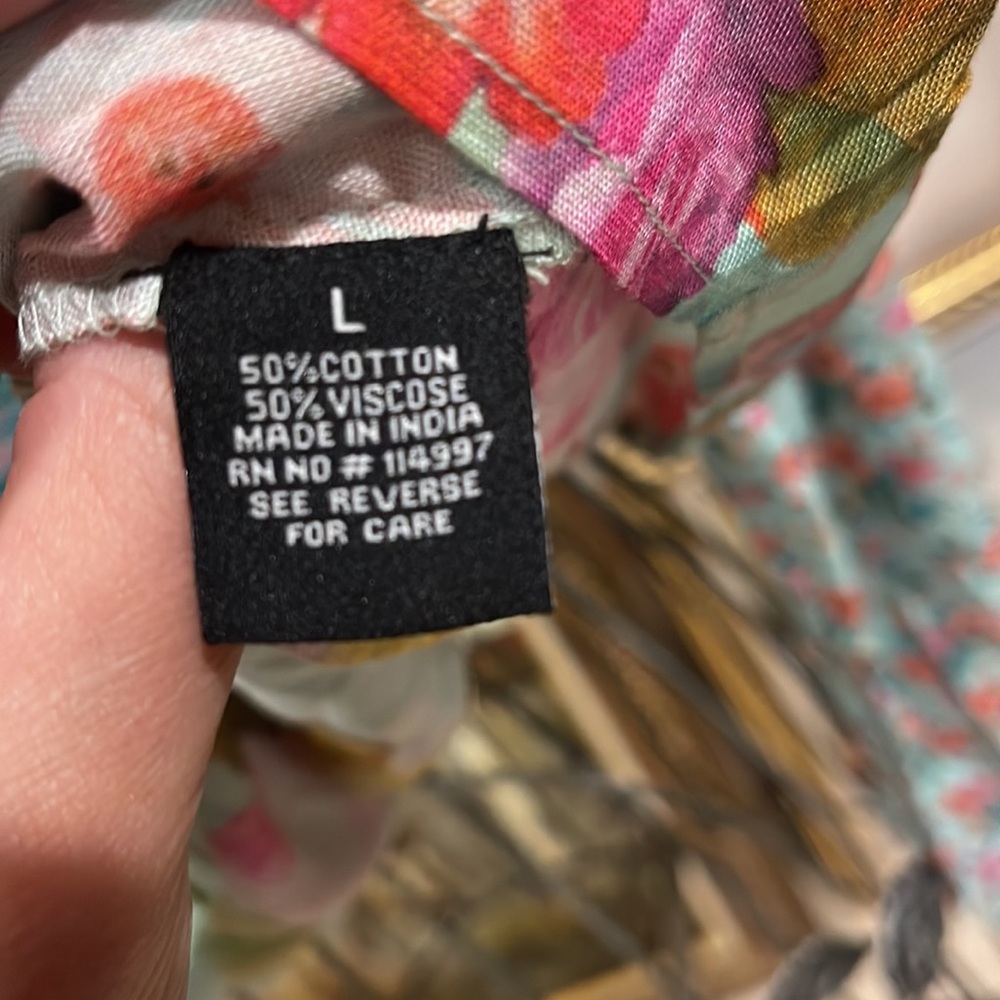 L
50%COTTON
50%VISCOSE
MADE IN INDIA
RN NO # 114997
SEE REVERSE
FOR CARE